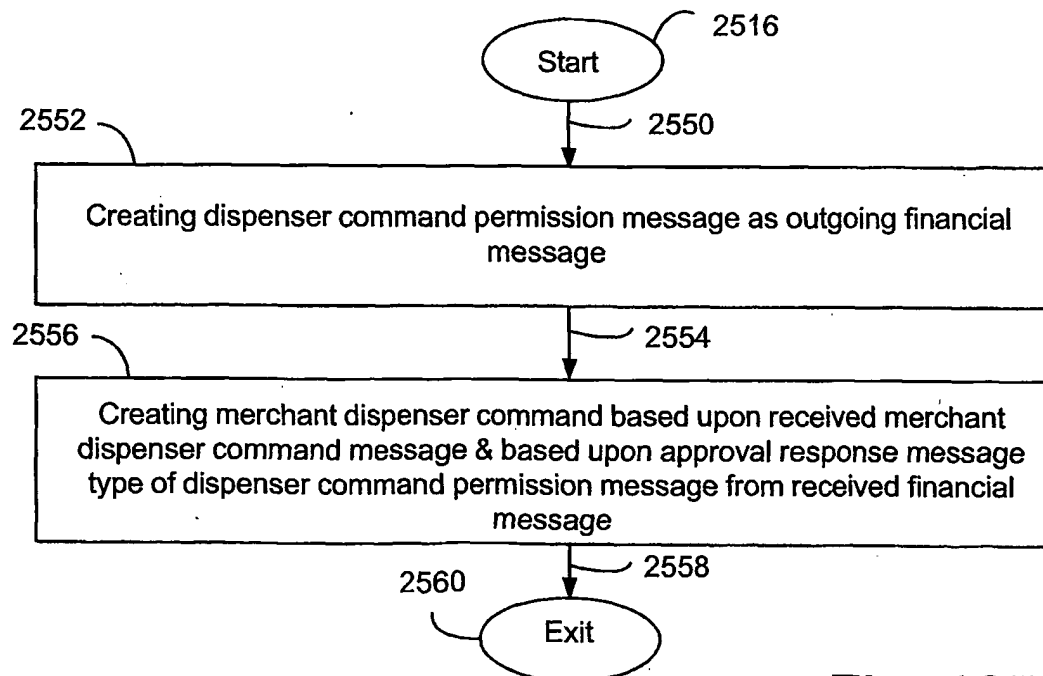 2516
Start
2550
2552
Creating dispenser command permission message as outgoing financial
message
2554
2556
Creating merchant dispenser command based upon received merchant
dispenser command message & based upon approval response message
type of dispenser command permission message from received financial
message
2558
2560
Exit